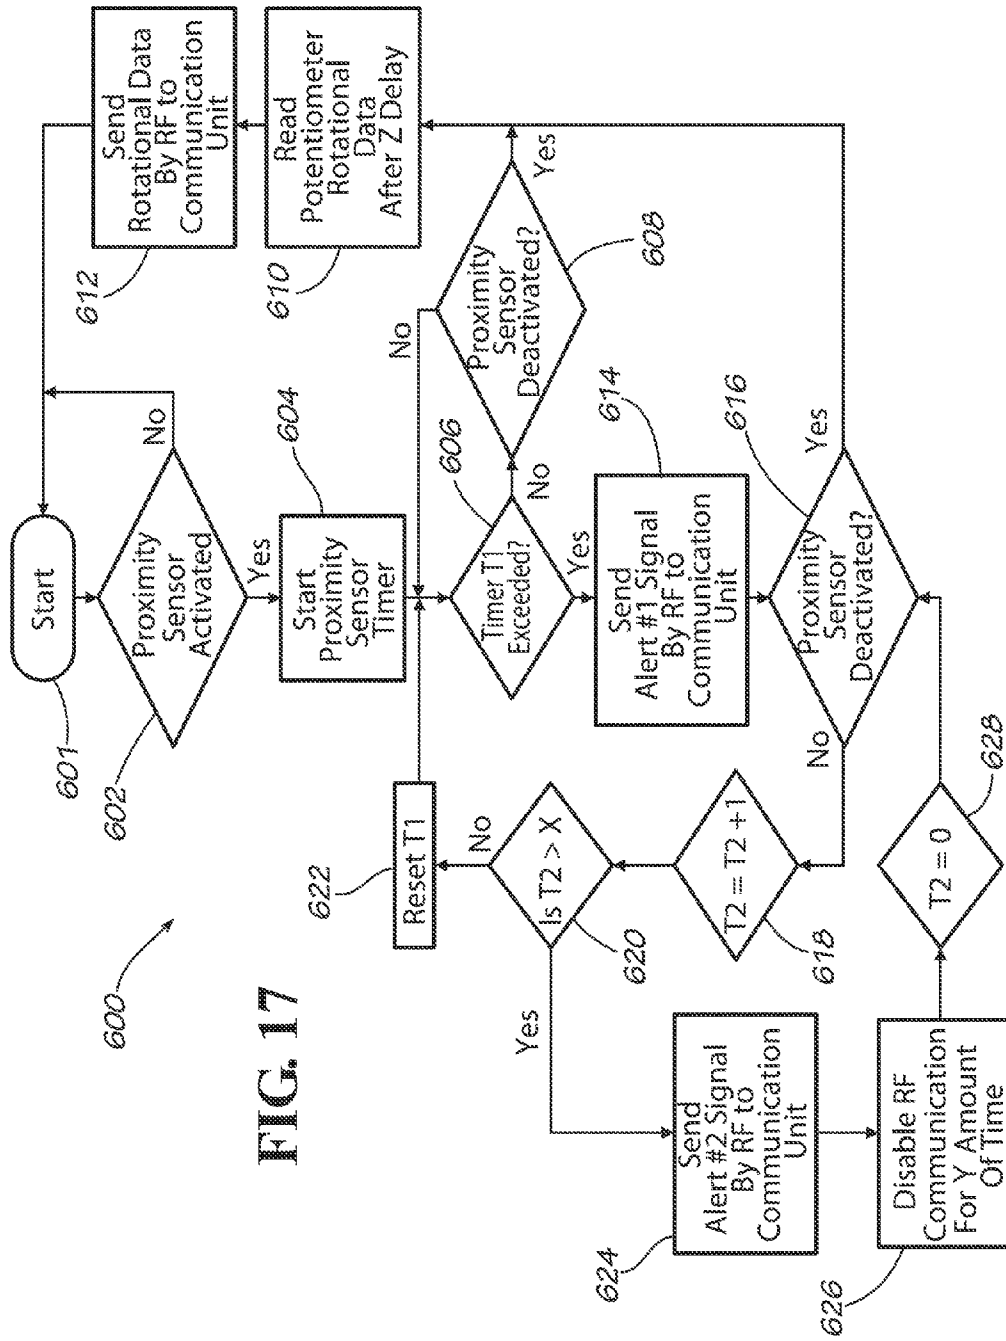 600
FIG. 17
Start
601
Proximity
Sensor
Activated
602
No
Yes
Start
Proximity
Sensor
Timer
604
Timer T1
Exceeded?
606
No
Yes
Proximity
Sensor
Deactivated?
608
No
Yes
Read
Potentiometer
Rotational
Data
After Z Delay
610
Send
Rotational Data
By RF to
Communication
Unit
612
Send
Alert #1 Signal
By RF to
Communication
Unit
614
Proximity
Sensor
Deactivated?
616
Yes
No
T2 = T2 +1
618
Is T2 > X
620
No
Yes
Reset T1
622
Send
Alert #2 Signal
By RF to
Communication
Unit
624
Disable RF
Communication
For Y Amount
Of Time
626
T2 = 0
628